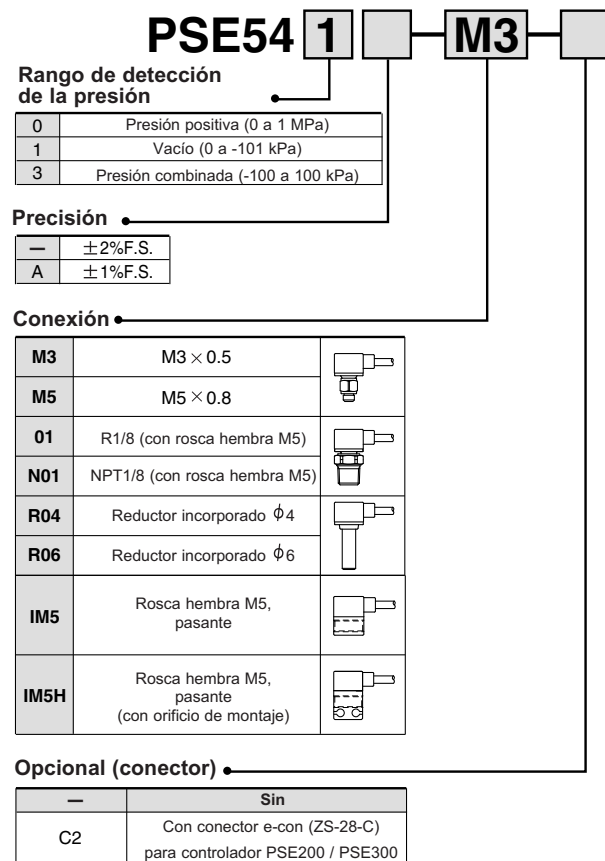 PSE54 1 — M3 —
Rango de detección
de la presión
0 Presión positiva (0 a 1 MPa)
1 Vacío (0 a -101 kPa)
3 Presión combinada (-100 a 100 kPa)
Precisión
— ±2%F.S.
A ±1%F.S.
Conexión
M3 M3 × 0.5
M5 M5 × 0.8
01 R1/8 (con rosca hembra M5)
N01 NPT1/8 (con rosca hembra M5)
R04 Reductor incorporado ϕ4
R06 Reductor incorporado ϕ6
IM5 Rosca hembra M5,
pasante
IM5H Rosca hembra M5,
pasante
(con orificio de montaje)
Opcional (conector)
— Sin
C2 Con conector e-con (ZS-28-C)
para controlador PSE200 / PSE300